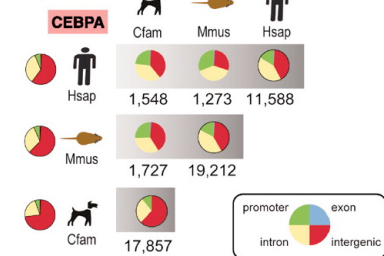 CEBPA
Cfam Mmus Hsap
Hsap
1,548 1,273 11,588
Mmus
1,727 19,212
Cfam
17,857
promoter exon
intron intergenic